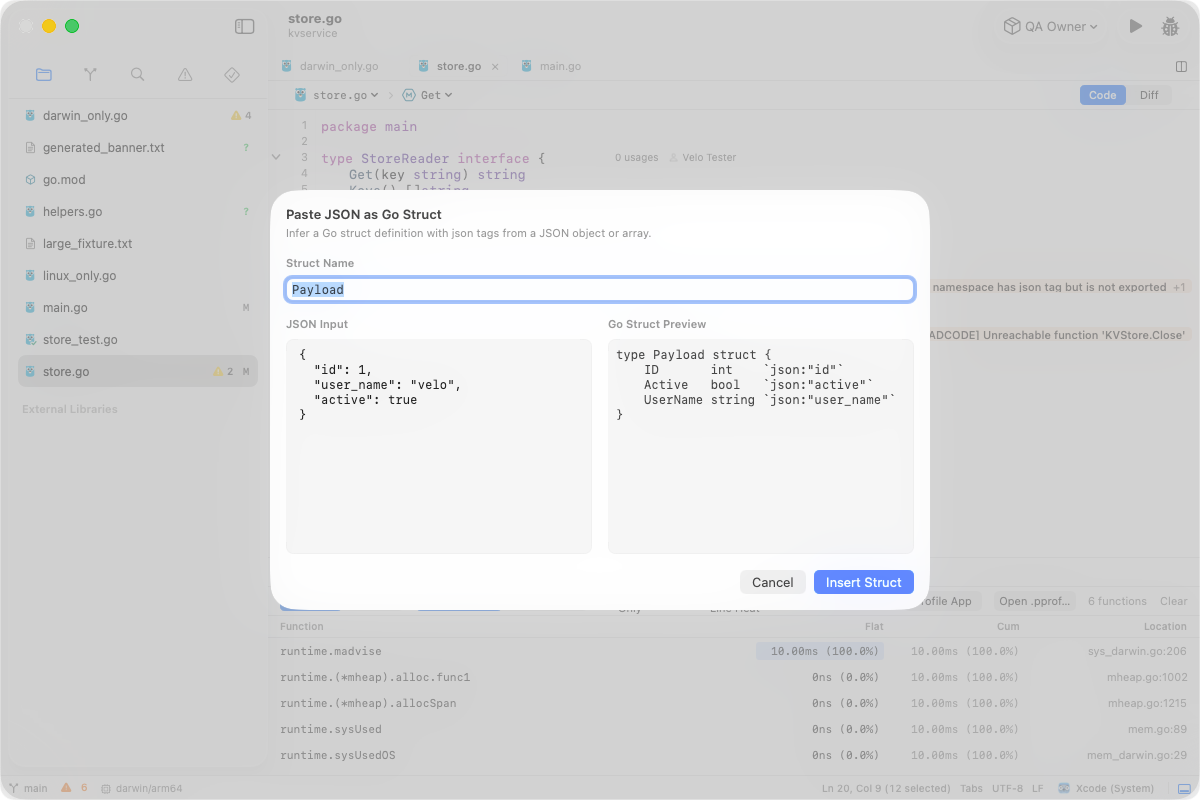 store.go
kvservice
QA Owner
darwin_only.go
store.go
main.go
store.go
Get
Code
Diff
darwin_only.go 4
generated_banner.txt ?
go.mod
helpers.go ?
large_fixture.txt
linux_only.go
main.go M
store_test.go
store.go 2 M
External Libraries
1 package main
2
3 type StoreReader interface { 0 usages Velo Tester
4 Get(key string) string
5 Keys() []string
namespace has json tag but is not exported +1
ADCODE] Unreachable function 'KVStore.Close'
Paste JSON as Go Struct
Infer a Go struct definition with json tags from a JSON object or array.
Struct Name
Payload
JSON Input
{
"id": 1,
"user_name": "velo",
"active": true
}
Go Struct Preview
type Payload struct {
ID int `json:"id"`
Active bool `json:"active"`
UserName string `json:"user_name"`
}
Cancel
Insert Struct
Only
Line Heat
rofile App
Open .pprof...
6 functions
Clear
Function Flat Cum Location
runtime.madvise 10.00ms (100.0%) 10.00ms (100.0%) sys_darwin.go:206
runtime.(*mheap).alloc.func1 0ns (0.0%) 10.00ms (100.0%) mheap.go:1002
runtime.(*mheap).allocSpan 0ns (0.0%) 10.00ms (100.0%) mheap.go:1215
runtime.sysUsed 0ns (0.0%) 10.00ms (100.0%) mem.go:89
runtime.sysUsedOS 0ns (0.0%) 10.00ms (100.0%) mem_darwin.go:29
main 6 darwin/arm64 Ln 20, Col 9 (12 selected) Tabs UTF-8 LF Xcode (System)